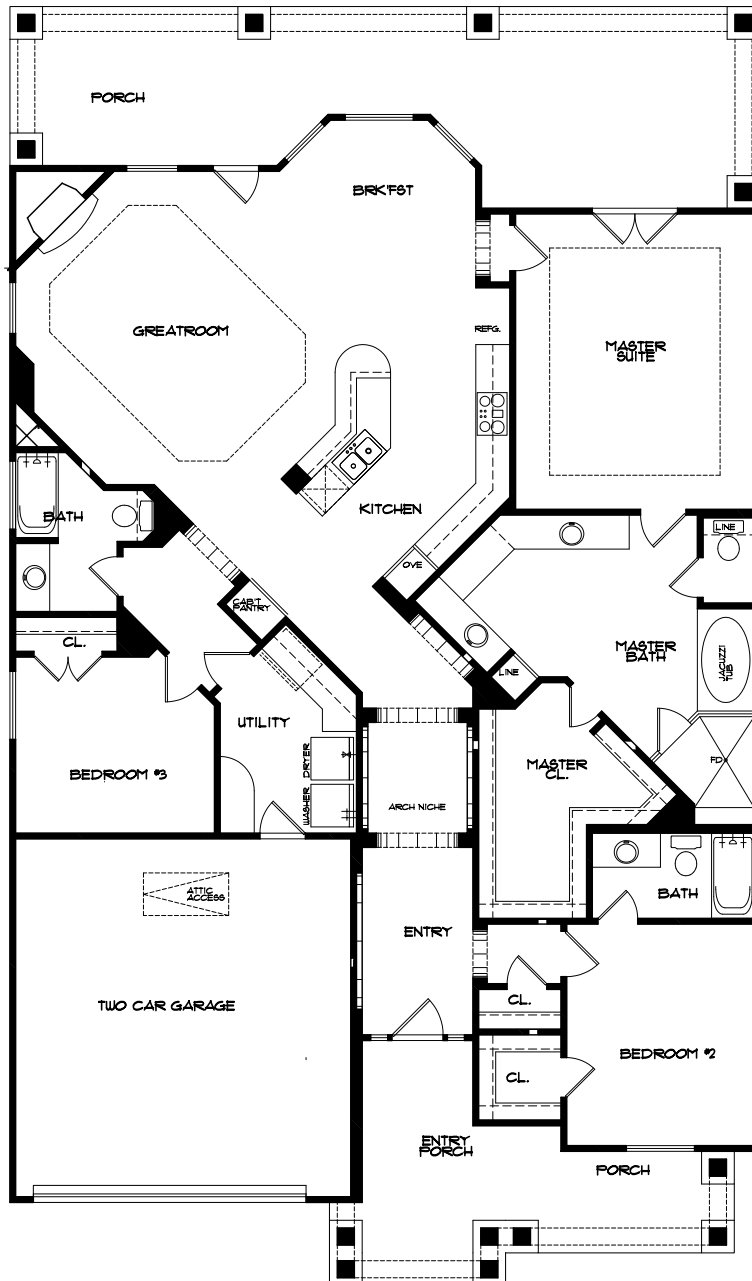 PORCH
BRK'FST
GREATROOM
REFG.
MASTER
SUITE
BATH
KITCHEN
LINE
OVE
CAB'T
PANTRY
CL.
MASTER
BATH
JACUZZI
TUB
LINE
UTILITY
DRYER
WASHER
BEDROOM #3
MASTER
CL.
FD
ARCH NICHE
ATTIC
ACCESS
BATH
ENTRY
TWO CAR GARAGE
CL.
BEDROOM #2
CL.
ENTRY
PORCH
PORCH